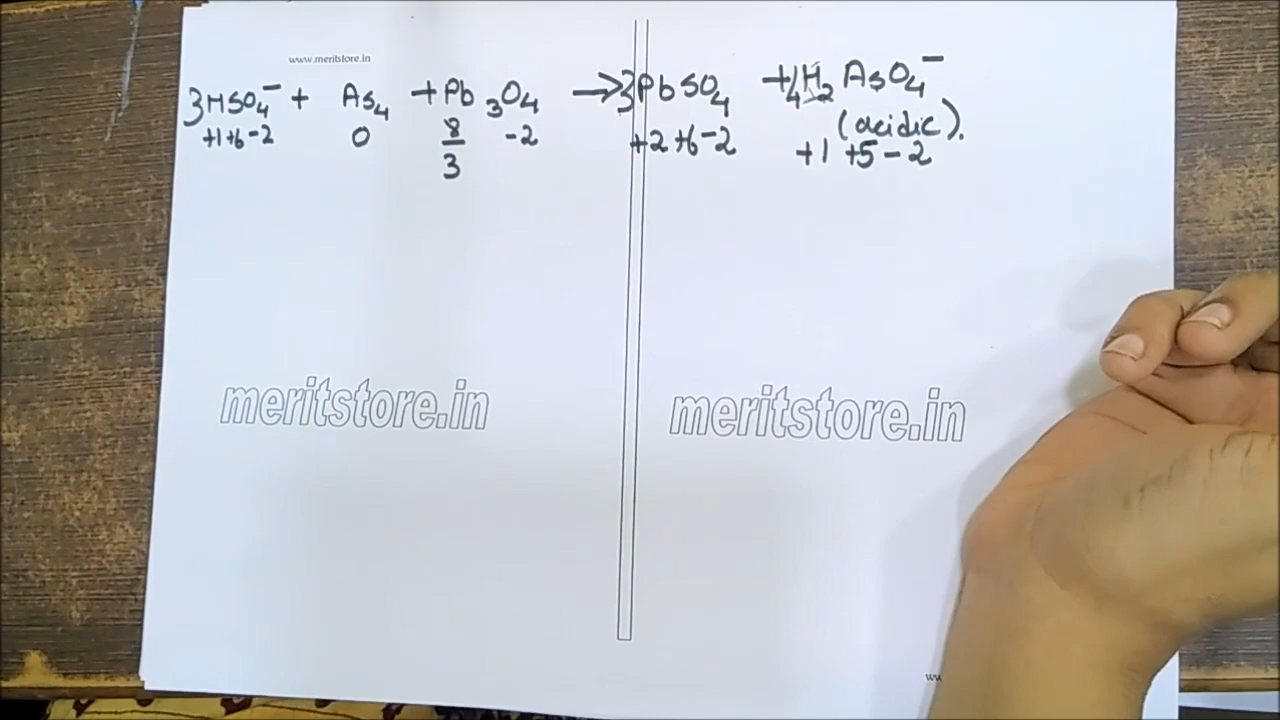 www.meritstore.in
3HSO4⁻ + As4 + Pb3O4 → 3PbSO4 + 4H2AsO4⁻
(acidic).
+1+6-2 0 8/3 -2 +2+6-2 +1 +5-2
meritstore.in meritstore.in